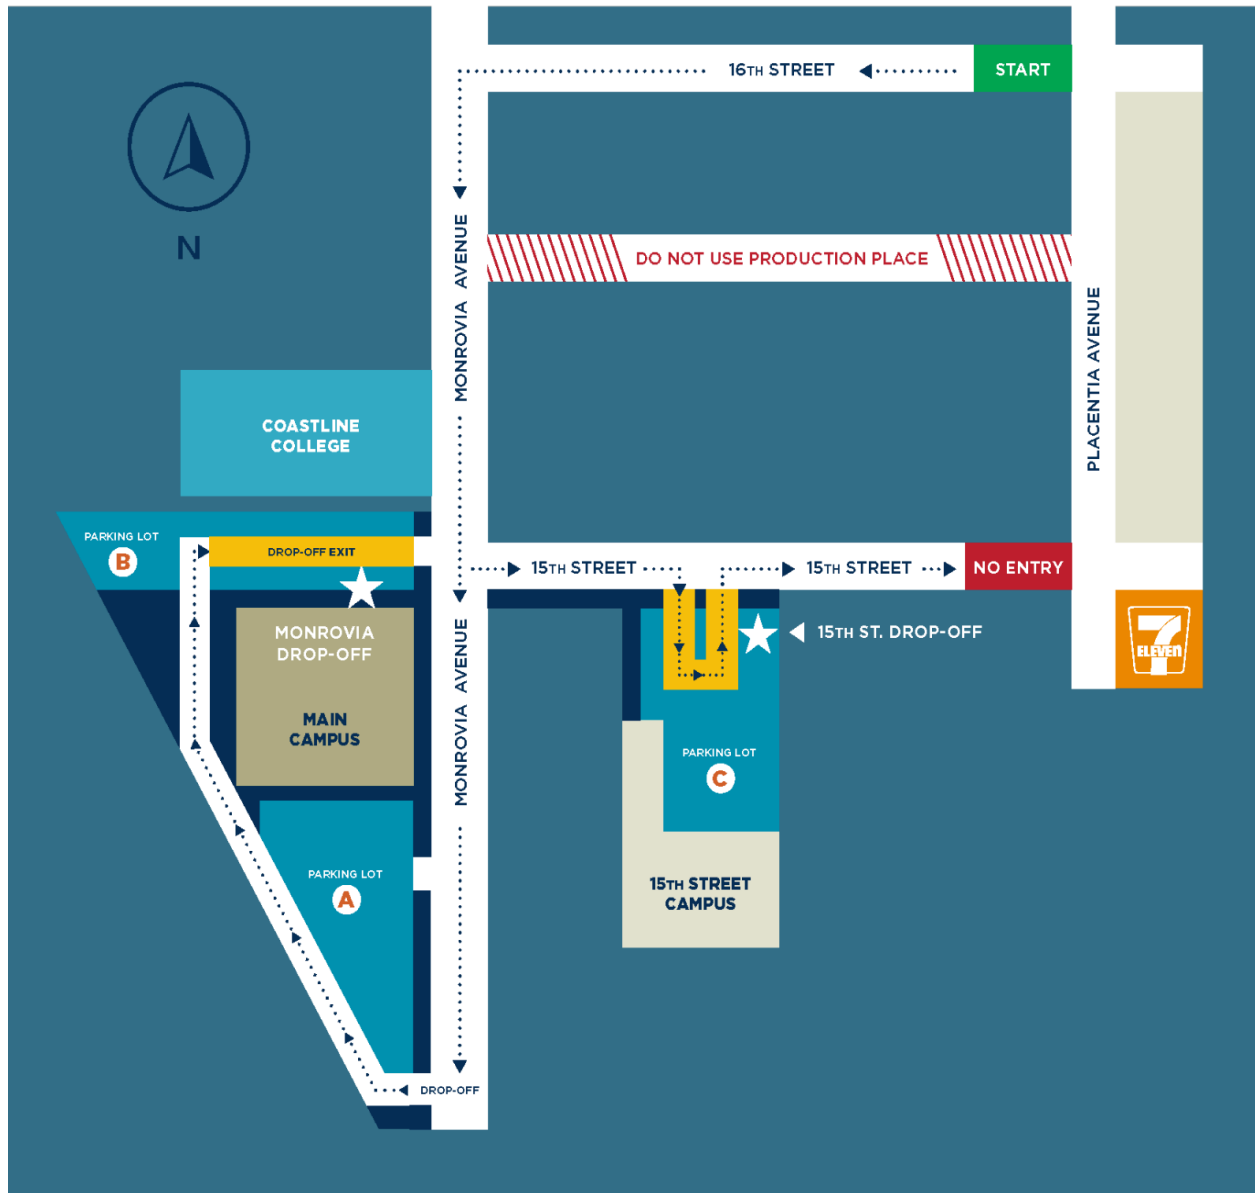 16TH STREET
START
N
MONROVIA AVENUE
DO NOT USE PRODUCTION PLACE
PLACENTIA AVENUE
COASTLINE
COLLEGE
PARKING LOT
B
DROP-OFF EXIT
15TH STREET
15TH STREET
NO ENTRY
MONROVIA
DROP-OFF
15TH ST. DROP-OFF
7
ELEVEN
MAIN
CAMPUS
MONROVIA AVENUE
PARKING LOT
C
PARKING LOT
A
15TH STREET
CAMPUS
DROP-OFF